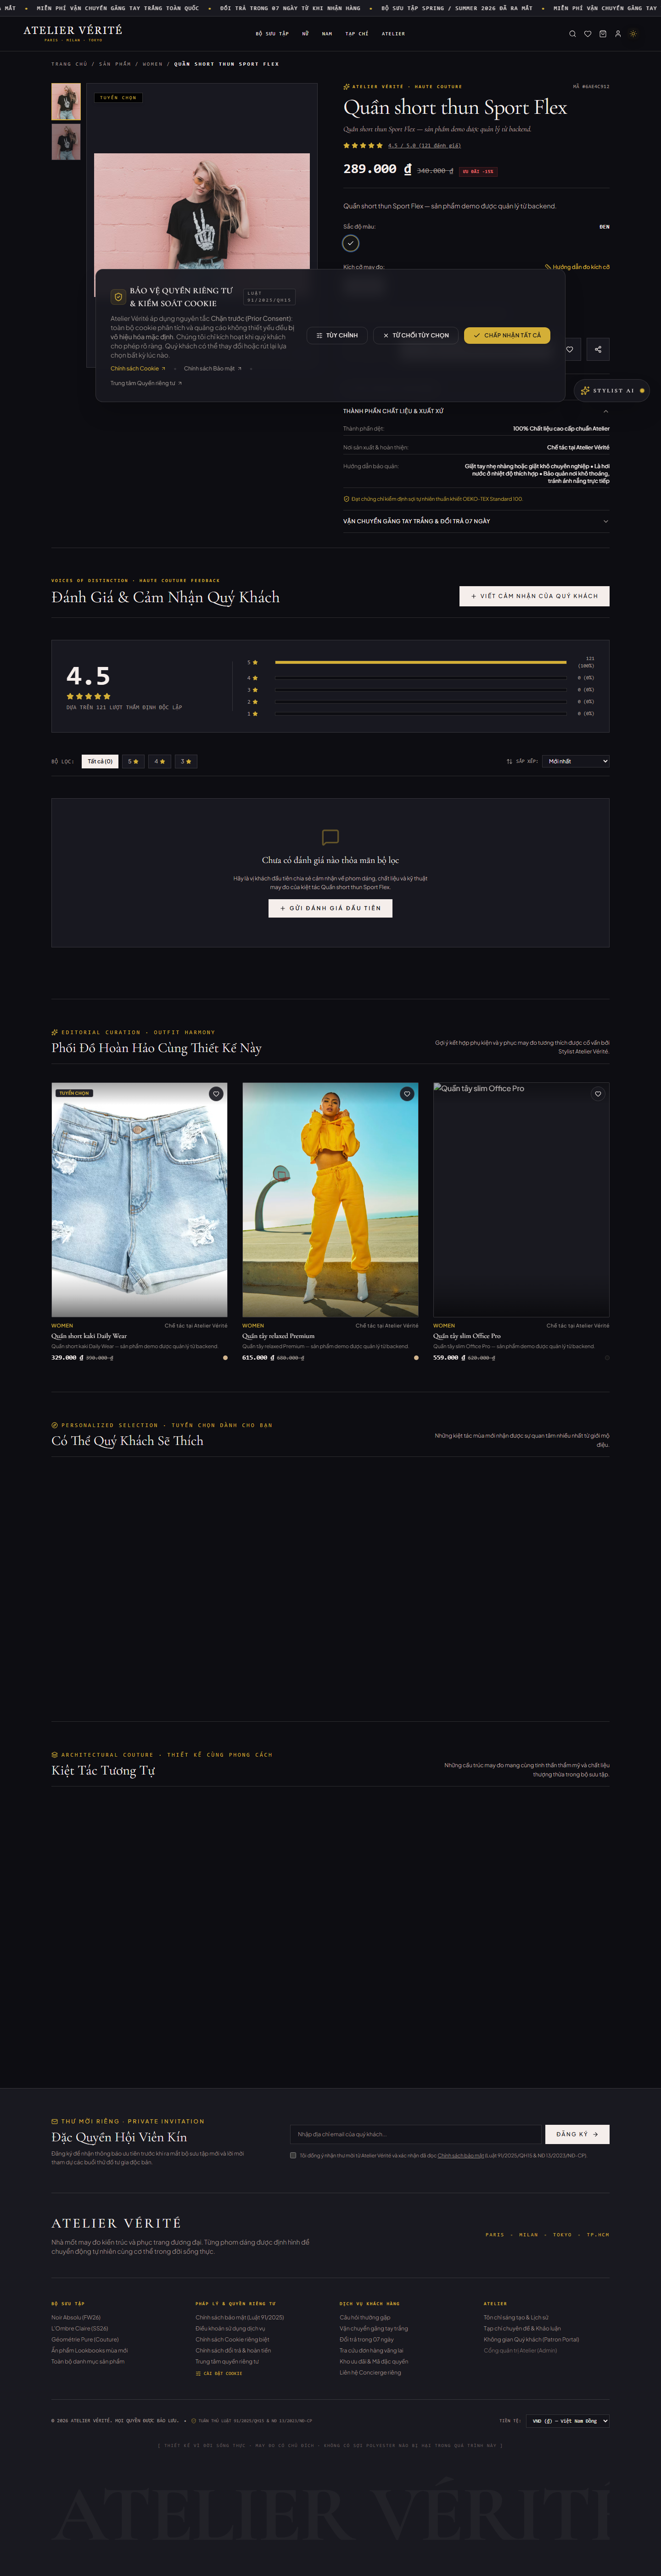 MẮT ✦ MIỄN PHÍ VẬN CHUYỂN GĂNG TAY TRẮNG TOÀN QUỐC ✦ ĐỔI TRẢ TRONG 07 NGÀY TỪ KHI NHẬN HÀNG ✦ BỘ SƯU TẬP SPRING / SUMMER 2026 ĐÃ RA MẮT ✦ MIỄN PHÍ VẬN CHUYỂN GĂNG TAY
ATELIER VÉRITÉ
PARIS · MILAN · TOKYO
BỘ SƯU TẬP NỮ NAM TẠP CHÍ ATELIER
TRANG CHỦ / SẢN PHẨM / WOMEN / QUẦN SHORT THUN SPORT FLEX
TUYỂN CHỌN
ATELIER VÉRITÉ · HAUTE COUTURE
MÃ #6AE4C912
Quần short thun Sport Flex
Quần short thun Sport Flex — sản phẩm demo được quản lý từ backend.
4.5 / 5.0 (121 đánh giá)
289.000 ₫ 340.000 ₫ ƯU ĐÃI -15%
Quần short thun Sport Flex — sản phẩm demo được quản lý từ backend.
Sắc độ màu:
ĐEN
Kích cỡ may đo:
Hướng dẫn đo kích cỡ
BẢO VỆ QUYỀN RIÊNG TƯ
& KIỂM SOÁT COOKIE
LUẬT
91/2025/QH15
Atelier Vérité áp dụng nguyên tắc Chặn trước (Prior Consent):
toàn bộ cookie phân tích và quảng cáo không thiết yếu đều bị
vô hiệu hóa mặc định. Chúng tôi chỉ kích hoạt khi quý khách
cho phép rõ ràng. Quý khách có thể thay đổi hoặc rút lại lựa
chọn bất kỳ lúc nào.
Chính sách Cookie ↗ · Chính sách Bảo mật ↗ ·
Trung tâm Quyền riêng tư ↗
TÙY CHỈNH
TỪ CHỐI TÙY CHỌN
CHẤP NHẬN TẤT CẢ
STYLIST AI
THÀNH PHẦN CHẤT LIỆU & XUẤT XỨ
Thành phần dệt:
100% Chất liệu cao cấp chuẩn Atelier
Nơi sản xuất & hoàn thiện:
Chế tác tại Atelier Vérité
Hướng dẫn bảo quản:
Giặt tay nhẹ nhàng hoặc giặt khô chuyên nghiệp • Là hơi
nước ở nhiệt độ thích hợp • Bảo quản nơi khô thoáng,
tránh ánh nắng trực tiếp
Đạt chứng chỉ kiểm định sợi tự nhiên thuần khiết OEKO-TEX Standard 100.
VẬN CHUYỂN GĂNG TAY TRẮNG & ĐỔI TRẢ 07 NGÀY
VOICES OF DISTINCTION · HAUTE COUTURE FEEDBACK
Đánh Giá & Cảm Nhận Quý Khách
VIẾT CẢM NHẬN CỦA QUÝ KHÁCH
4.5
DỰA TRÊN 121 LƯỢT THẨM ĐỊNH ĐỘC LẬP
5 ★ 121
(100%)
4 ★ 0 (0%)
3 ★ 0 (0%)
2 ★ 0 (0%)
1 ★ 0 (0%)
BỘ LỌC: Tất cả (0) 5 ★ 4 ★ 3 ★
SẮP XẾP: Mới nhất
Chưa có đánh giá nào thỏa mãn bộ lọc
Hãy là vị khách đầu tiên chia sẻ cảm nhận về phom dáng, chất liệu và kỹ thuật
may đo của kiệt tác Quần short thun Sport Flex.
GỬI ĐÁNH GIÁ ĐẦU TIÊN
EDITORIAL CURATION · OUTFIT HARMONY
Phối Đồ Hoàn Hảo Cùng Thiết Kế Này
Gợi ý kết hợp phụ kiện và y phục may đo tương thích được cố vấn bởi
Stylist Atelier Vérité.
TUYỂN CHỌN
Quần tây slim Office Pro
WOMEN Chế tác tại Atelier Vérité
Quần short kaki Daily Wear
Quần short kaki Daily Wear — sản phẩm demo được quản lý từ backend.
329.000 ₫ 390.000 ₫
WOMEN Chế tác tại Atelier Vérité
Quần tây relaxed Premium
Quần tây relaxed Premium — sản phẩm demo được quản lý từ backend.
615.000 ₫ 680.000 ₫
WOMEN Chế tác tại Atelier Vérité
Quần tây slim Office Pro
Quần tây slim Office Pro — sản phẩm demo được quản lý từ backend.
559.000 ₫ 620.000 ₫
PERSONALIZED SELECTION · TUYỂN CHỌN DÀNH CHO BẠN
Có Thể Quý Khách Sẽ Thích
Những kiệt tác mùa mới nhận được sự quan tâm nhiều nhất từ giới mộ
điệu.
ARCHITECTURAL COUTURE · THIẾT KẾ CÙNG PHONG CÁCH
Kiệt Tác Tương Tự
Những cấu trúc may đo mang cùng tinh thần thẩm mỹ và chất liệu
thượng thừa trong bộ sưu tập.
THƯ MỜI RIÊNG · PRIVATE INVITATION
Đặc Quyền Hội Viên Kín
Đăng ký để nhận thông báo ưu tiên trước khi ra mắt bộ sưu tập mới và lời mời
tham dự các buổi thử đồ tư gia độc bản.
Nhập địa chỉ email của quý khách...
ĐĂNG KÝ →
Tôi đồng ý nhận thư mời từ Atelier Vérité và xác nhận đã đọc Chính sách bảo mật (Luật 91/2025/QH15 & NĐ 13/2023/NĐ-CP).
ATELIER VÉRITÉ
Nhà mốt may đo kiến trúc và phục trang đương đại. Từng phom dáng được định hình để
chuyển động tự nhiên cùng cơ thể trong đời sống thực.
PARIS · MILAN · TOKYO · TP.HCM
BỘ SƯU TẬP
Noir Absolu (FW26)
L'Ombre Claire (SS26)
Géométrie Pure (Couture)
Ấn phẩm Lookbooks mùa mới
Toàn bộ danh mục sản phẩm
PHÁP LÝ & QUYỀN RIÊNG TƯ
Chính sách bảo mật (Luật 91/2025)
Điều khoản sử dụng dịch vụ
Chính sách Cookie riêng biệt
Chính sách đổi trả & hoàn tiền
Trung tâm quyền riêng tư
CÀI ĐẶT COOKIE
DỊCH VỤ KHÁCH HÀNG
Câu hỏi thường gặp
Vận chuyển găng tay trắng
Đổi trả trong 07 ngày
Tra cứu đơn hàng vãng lai
Kho ưu đãi & Mã đặc quyền
Liên hệ Concierge riêng
ATELIER
Tôn chỉ sáng tạo & Lịch sử
Tạp chí chuyên đề & Khảo luận
Không gian Quý khách (Patron Portal)
Cổng quản trị Atelier (Admin)
© 2026 ATELIER VÉRITÉ. MỌI QUYỀN ĐƯỢC BẢO LƯU. • TUÂN THỦ LUẬT 91/2025/QH15 & NĐ 13/2023/NĐ-CP
TIỀN TỆ: VND (₫) — Việt Nam Đồng
[ THIẾT KẾ VÌ ĐỜI SỐNG THỰC · MAY ĐO CÓ CHỦ ĐÍCH · KHÔNG CÓ SỢI POLYESTER NÀO BỊ HẠI TRONG QUÁ TRÌNH NÀY ]
ATELIER VÉRITÉ